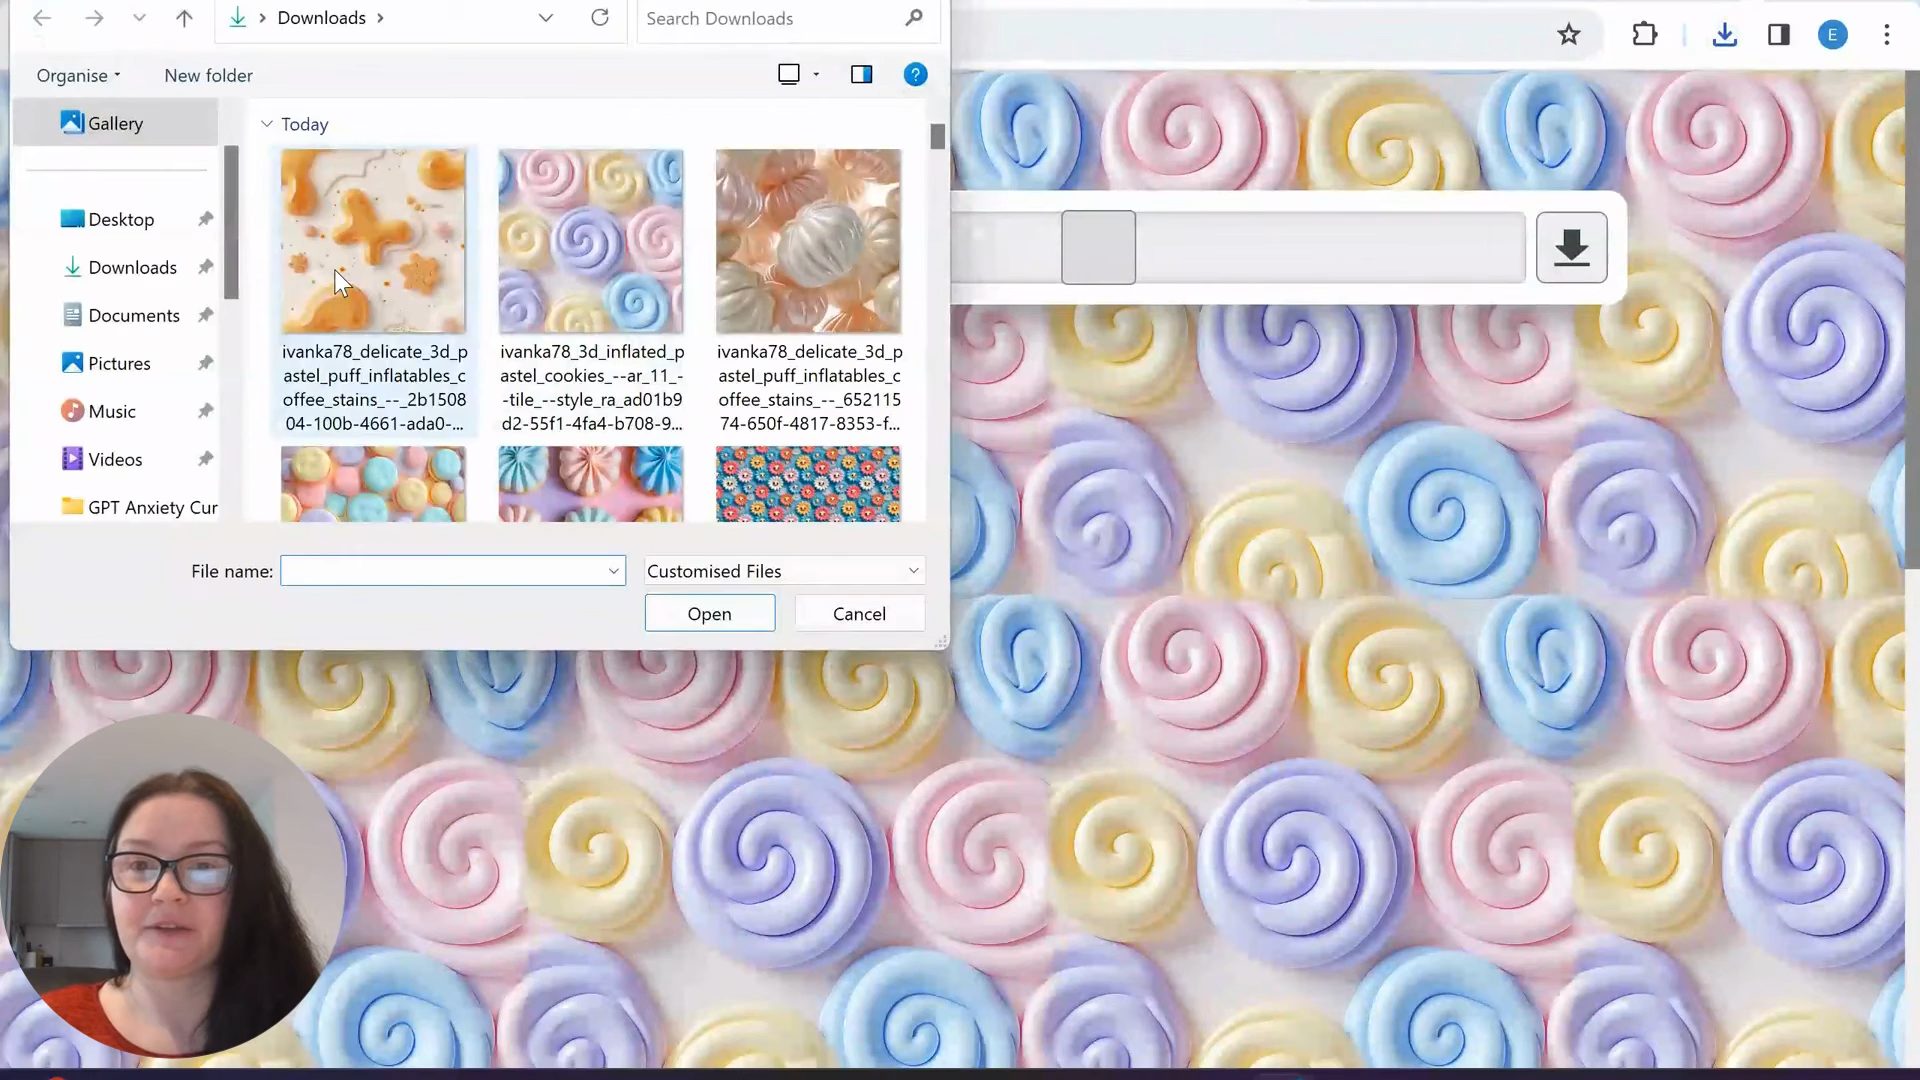 Downloads
Search Downloads
Organise
New folder
?
E
Gallery
Today
Desktop
Downloads
Documents
Pictures
Music
Videos
GPT Anxiety Cur
ivanka78_delicate_3d_p
astel_puff_inflatables_c
offee_stains_--_2b1508
04-100b-4661-ada0-...
ivanka78_3d_inflated_p
astel_cookies_--ar_11_-
-tile_--style_ra_ad01b9
d2-55f1-4fa4-b708-9...
ivanka78_delicate_3d_p
astel_puff_inflatables_c
offee_stains_--_652115
74-650f-4817-8353-f...
File name:
Customised Files
Open
Cancel